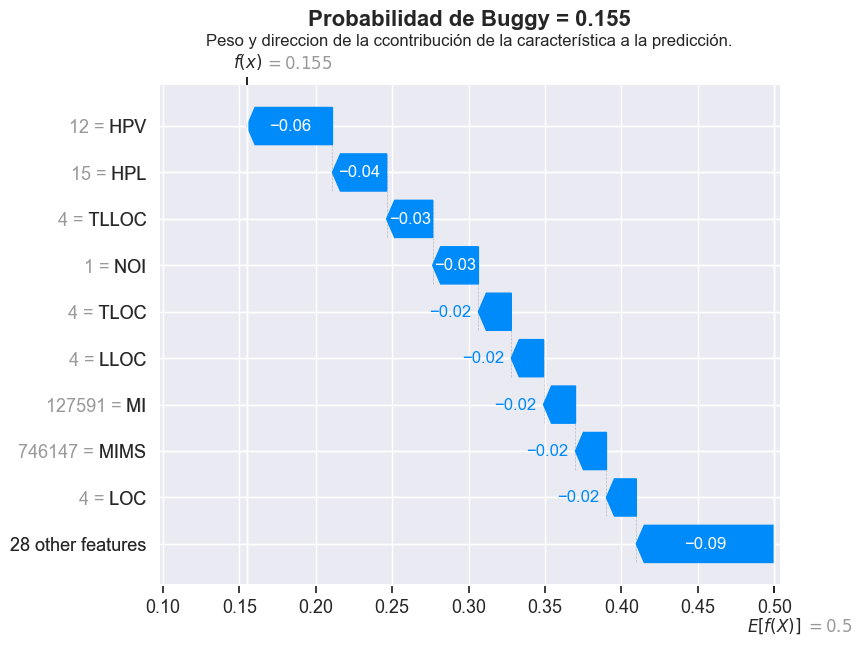 Probabilidad de Buggy = 0.155
Peso y direccion de la ccontribución de la característica a la predicción.
f(x) = 0.155
12 = HPV −0.06
15 = HPL −0.04
4 = TLLOC −0.03
1 = NOI −0.03
4 = TLOC −0.02
4 = LLOC −0.02
127591 = MI −0.02
746147 = MIMS −0.02
4 = LOC −0.02
28 other features −0.09
0.10 0.15 0.20 0.25 0.30 0.35 0.40 0.45 0.50
E[f(X)] = 0.5